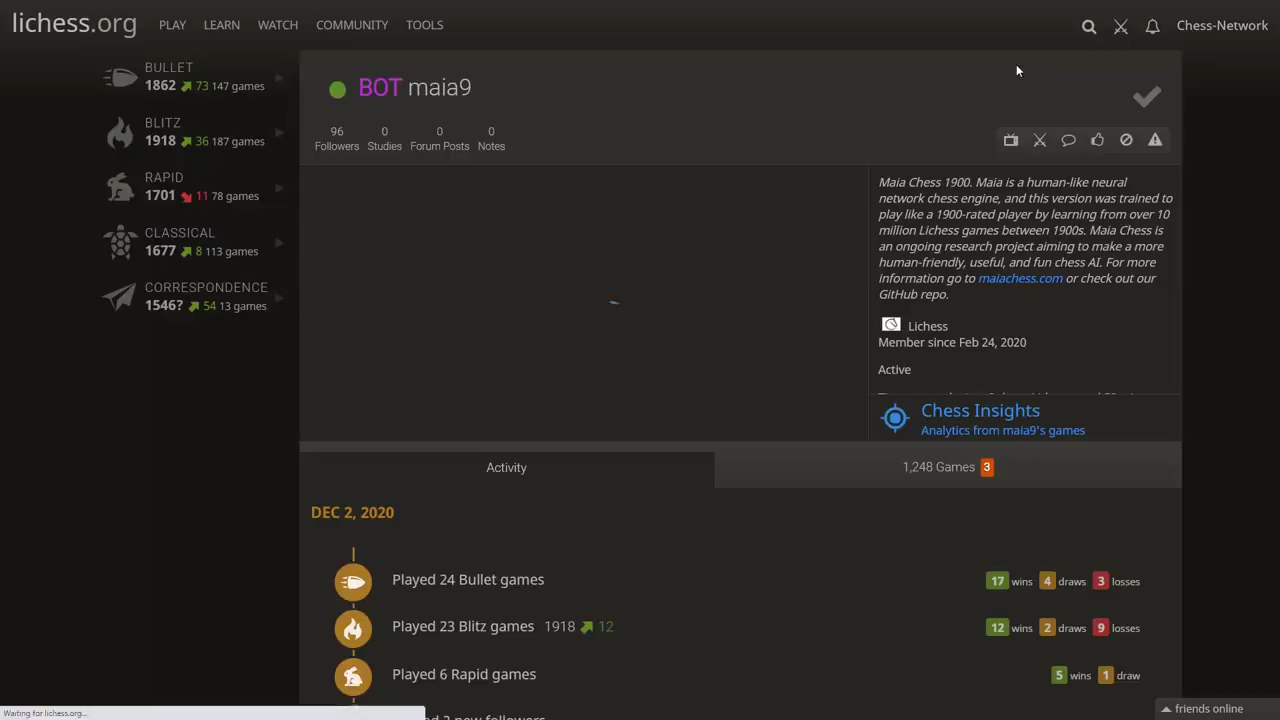 lichess.org PLAY LEARN WATCH COMMUNITY TOOLS Chess-Network
BULLET
1862 73 147 games
BLITZ
1918 36 187 games
RAPID
1701 11 78 games
CLASSICAL
1677 8 113 games
CORRESPONDENCE
1546? 54 13 games
BOT maia9
96 0 0 0
Followers Studies Forum Posts Notes
Maia Chess 1900. Maia is a human-like neural
network chess engine, and this version was trained to
play like a 1900-rated player by learning from over 10
million Lichess games between 1900s. Maia Chess is
an ongoing research project aiming to make a more
human-friendly, useful, and fun chess AI. For more
information go to maiachess.com or check out our
GitHub repo.
Lichess
Member since Feb 24, 2020
Active
Chess Insights
Analytics from maia9's games
Activity 1,248 Games 3
DEC 2, 2020
Played 24 Bullet games 17 wins 4 draws 3 losses
Played 23 Blitz games 1918 12 12 wins 2 draws 9 losses
Played 6 Rapid games 5 wins 1 draw
2 new followers
Waiting for lichess.org...
friends online